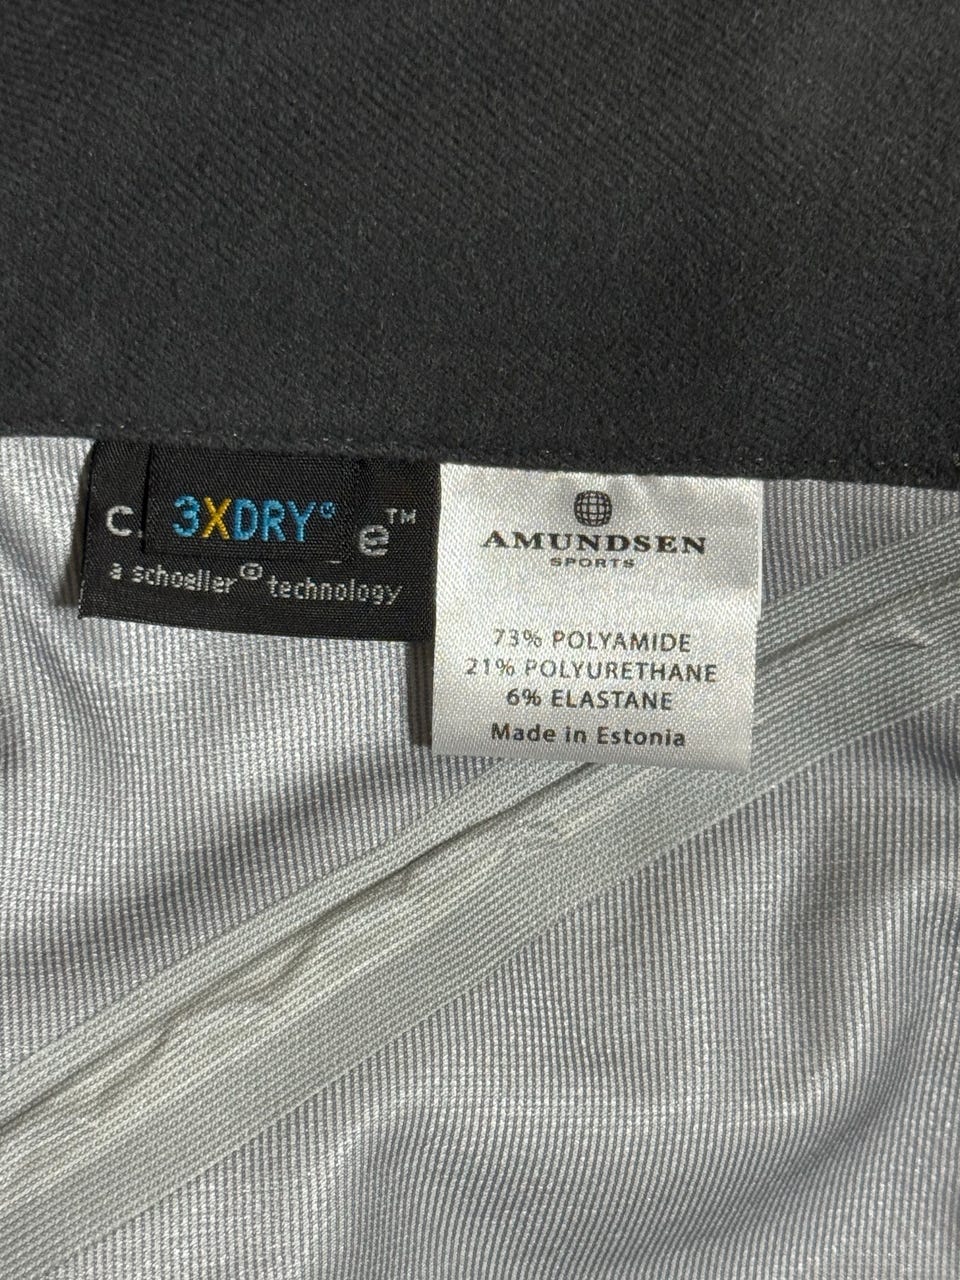 3XDRY®
c. e™
a schoeller® technology
AMUNDSEN
SPORTS
73% POLYAMIDE
21% POLYURETHANE
6% ELASTANE
Made in Estonia